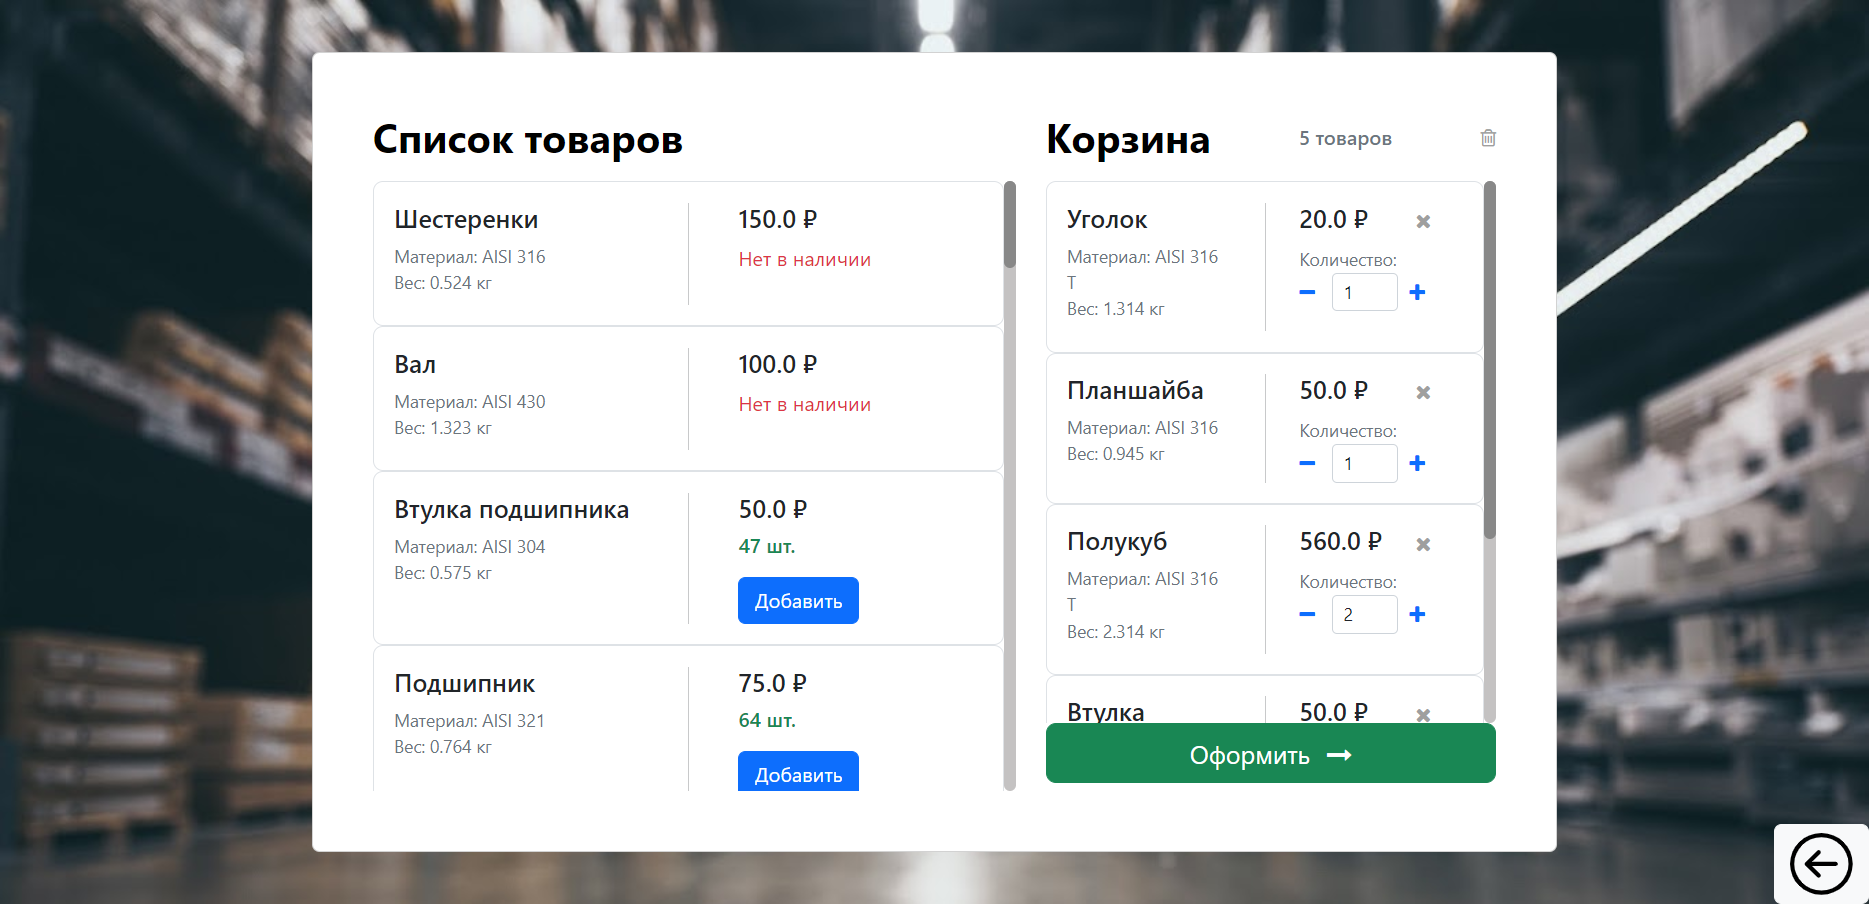 Список товаров
Шестеренки
150.0 ₽
Материал: AISI 316
Нет в наличии
Вес: 0.524 кг
Вал
100.0 ₽
Материал: AISI 430
Нет в наличии
Вес: 1.323 кг
Втулка подшипника
50.0 ₽
Материал: AISI 304
47 шт.
Вес: 0.575 кг
Добавить
Подшипник
75.0 ₽
Материал: AISI 321
64 шт.
Вес: 0.764 кг
Добавить
Корзина
5 товаров
Уголок
20.0 ₽
Материал: AISI 316
T
Вес: 1.314 кг
Количество:
1
Планшайба
50.0 ₽
Материал: AISI 316
Вес: 0.945 кг
Количество:
1
Полукуб
560.0 ₽
Материал: AISI 316
T
Вес: 2.314 кг
Количество:
2
Втулка
50.0 ₽
Оформить